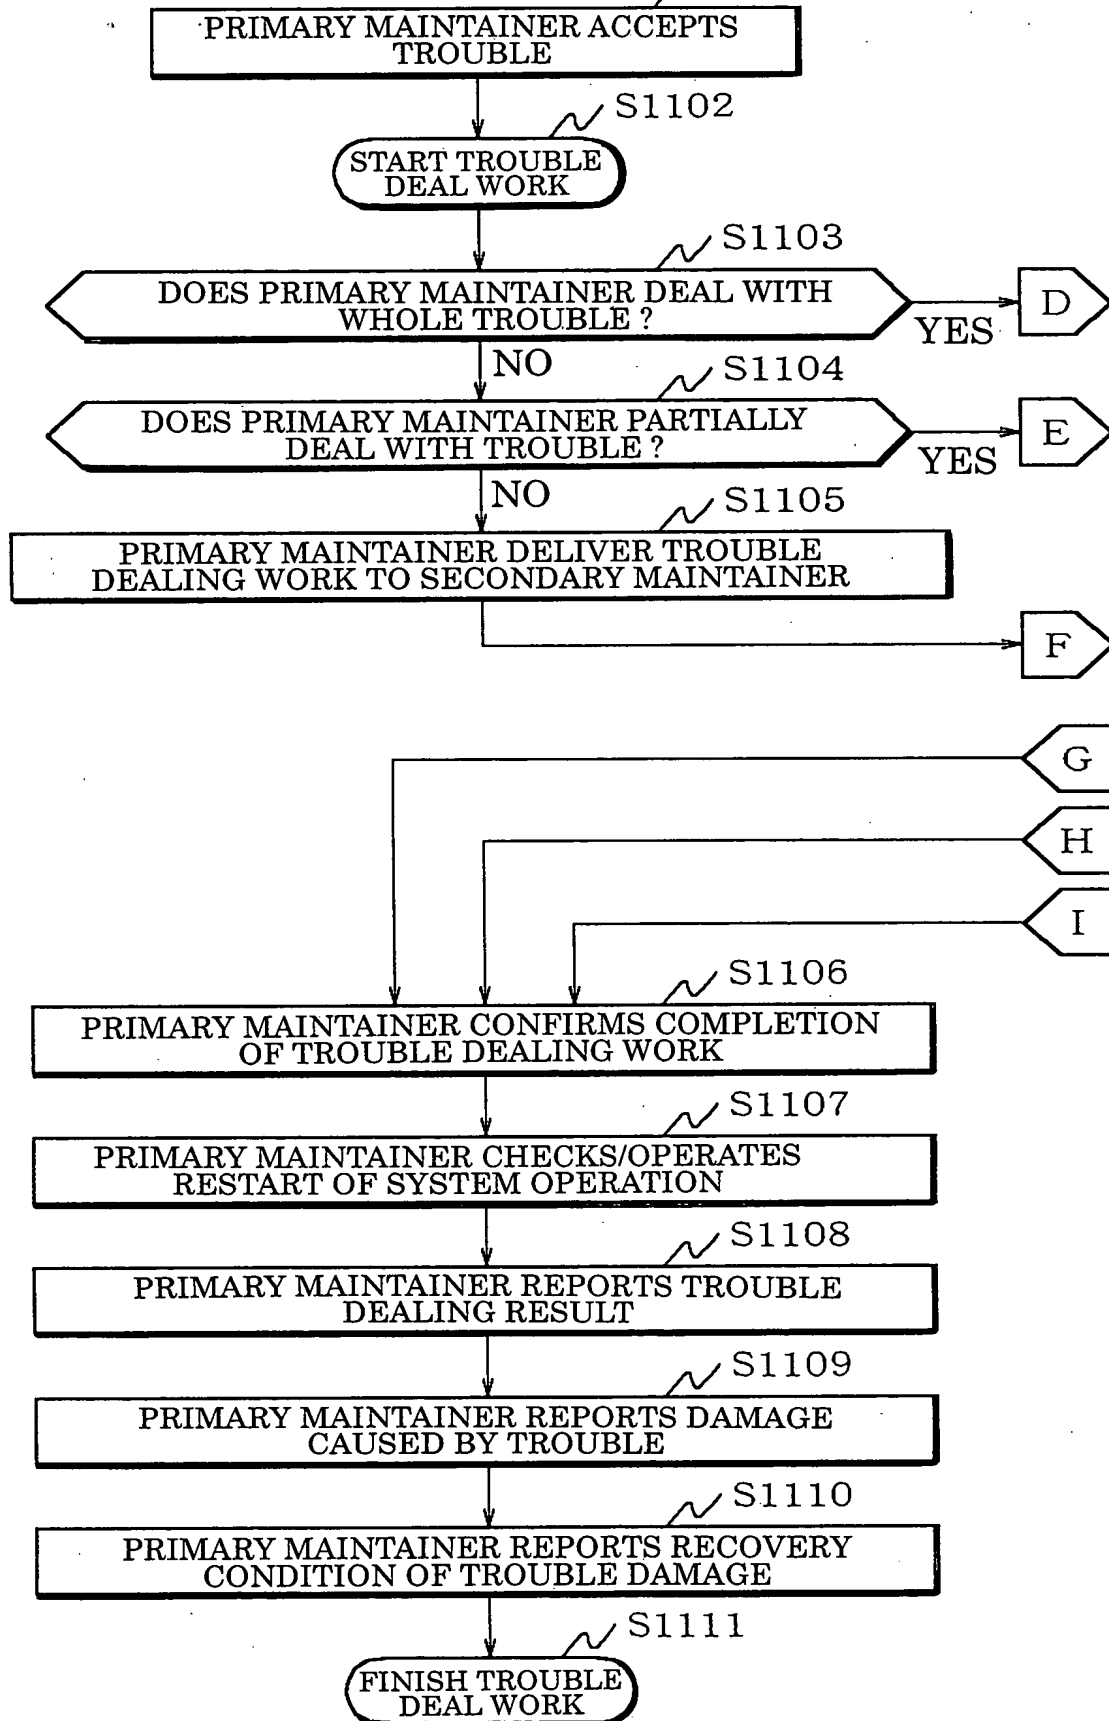 PRIMARY MAINTAINER ACCEPTS
TROUBLE
S1102
START TROUBLE
DEAL WORK
S1103
DOES PRIMARY MAINTAINER DEAL WITH
WHOLE TROUBLE ?
YES
D
NO
S1104
DOES PRIMARY MAINTAINER PARTIALLY
DEAL WITH TROUBLE ?
YES
E
NO
S1105
PRIMARY MAINTAINER DELIVER TROUBLE
DEALING WORK TO SECONDARY MAINTAINER
F
G
H
I
S1106
PRIMARY MAINTAINER CONFIRMS COMPLETION
OF TROUBLE DEALING WORK
S1107
PRIMARY MAINTAINER CHECKS/OPERATES
RESTART OF SYSTEM OPERATION
S1108
PRIMARY MAINTAINER REPORTS TROUBLE
DEALING RESULT
S1109
PRIMARY MAINTAINER REPORTS DAMAGE
CAUSED BY TROUBLE
S1110
PRIMARY MAINTAINER REPORTS RECOVERY
CONDITION OF TROUBLE DAMAGE
S1111
FINISH TROUBLE
DEAL WORK